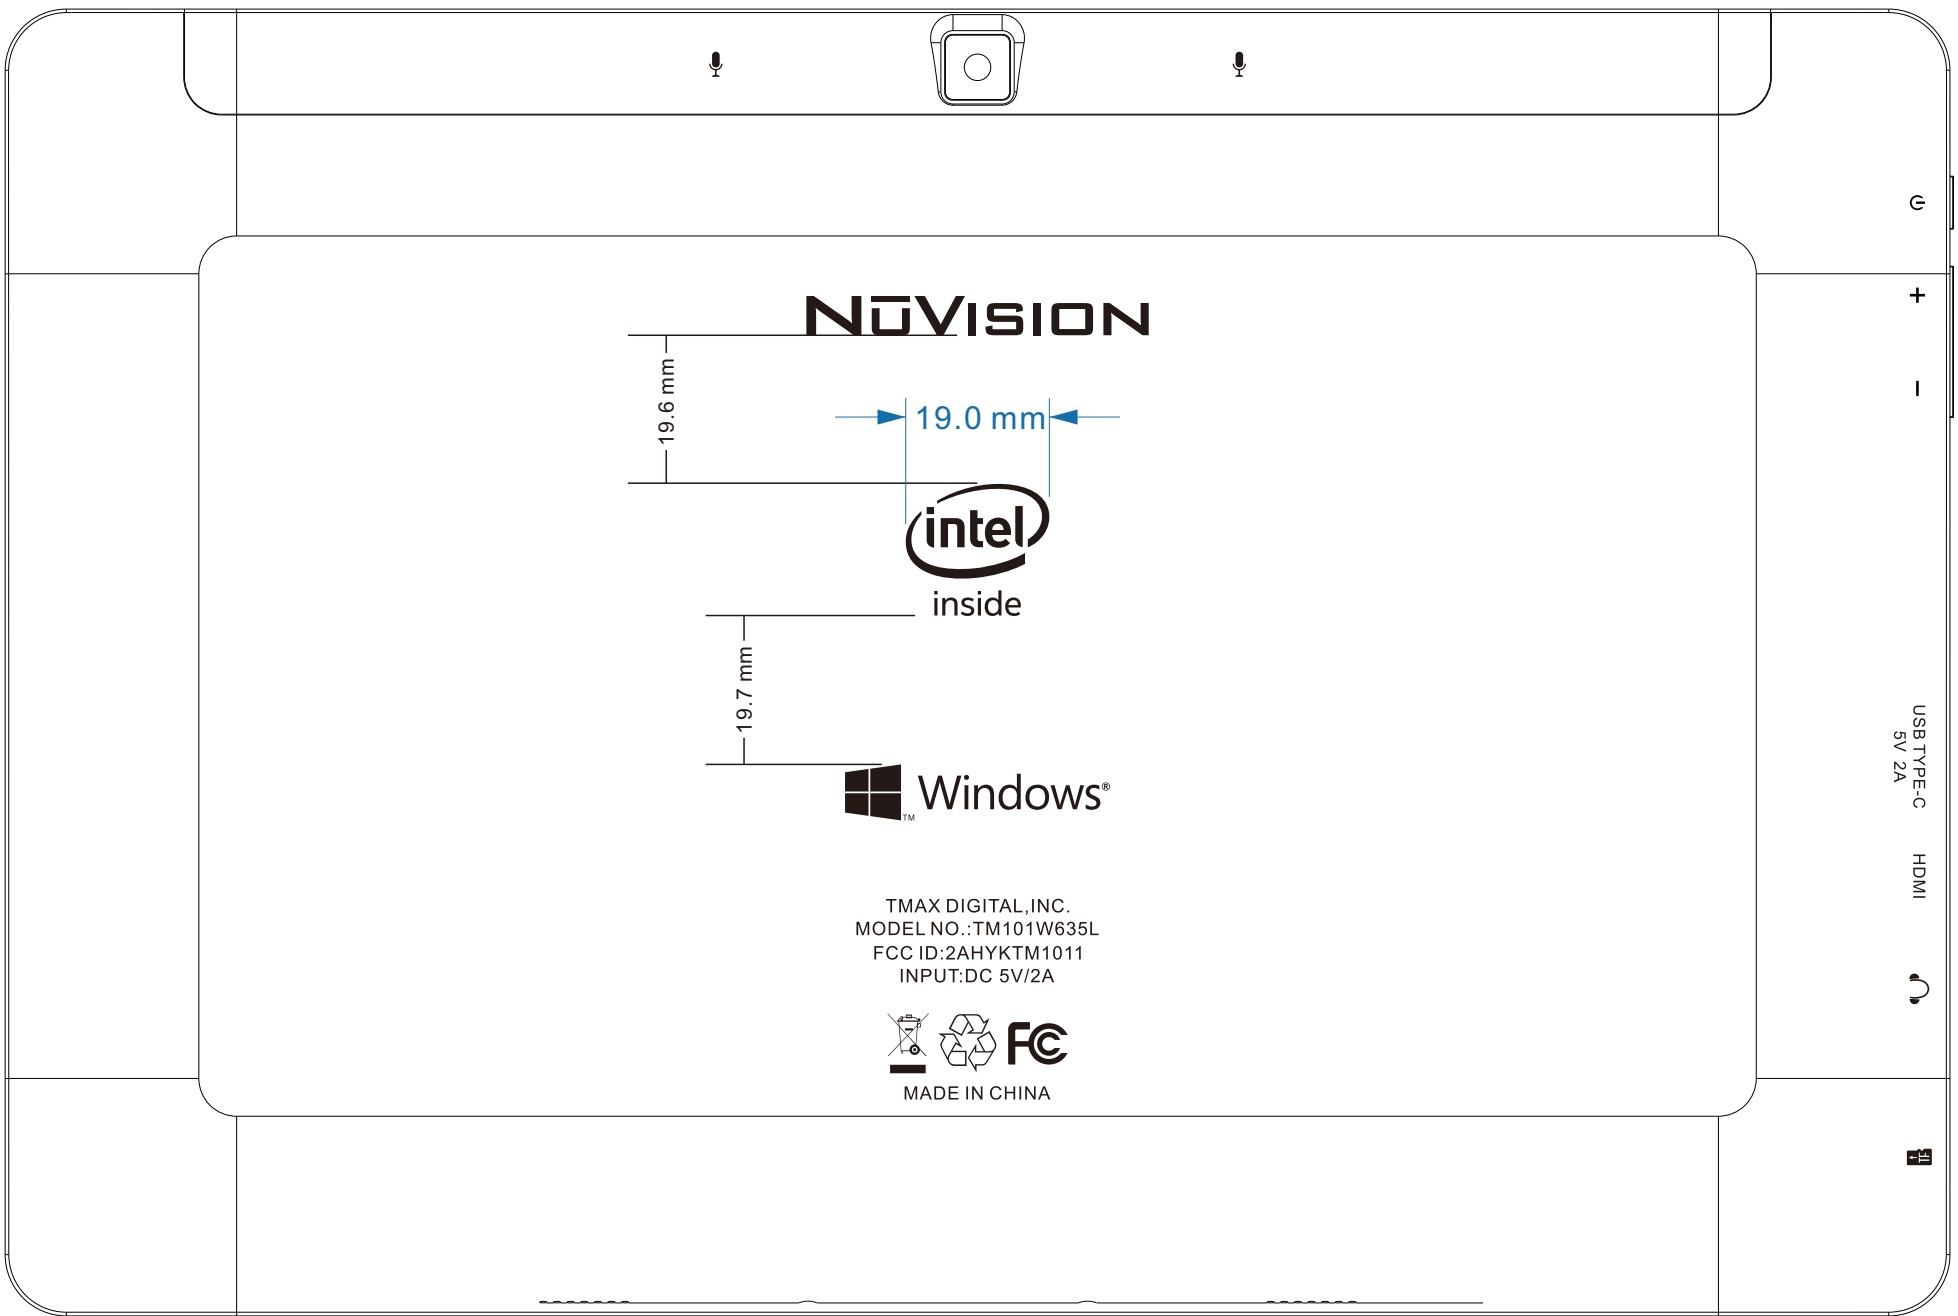 NūVISION
19.6 mm
19.0 mm
intel
inside
19.7 mm
Windows®
TM
USB TYPE-C
5V 2A
HDMI
TMAX DIGITAL,INC.
MODEL NO.:TM101W635L
FCC ID:2AHYKTM1011
INPUT:DC 5V/2A
FC
MADE IN CHINA